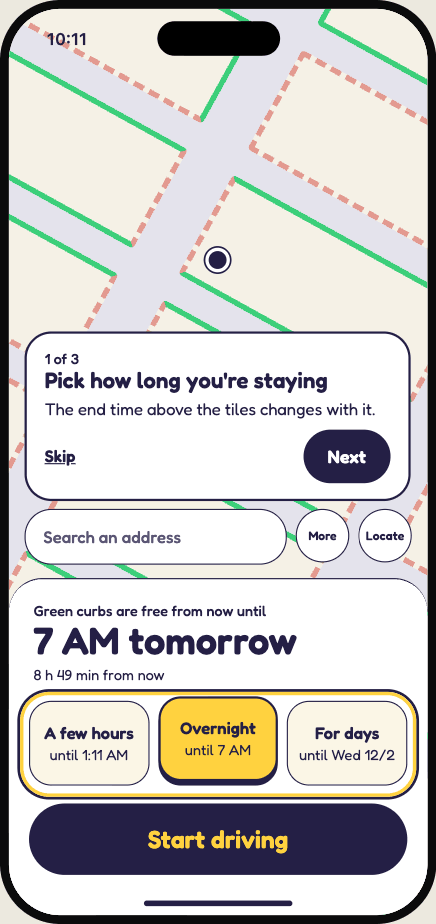 10:11
1 of 3
Pick how long you're staying
The end time above the tiles changes with it.
Skip
Next
Search an address
More
Locate
Green curbs are free from now until
7 AM tomorrow
8 h 49 min from now
A few hours
until 1:11 AM
Overnight
until 7 AM
For days
until Wed 12/2
Start driving